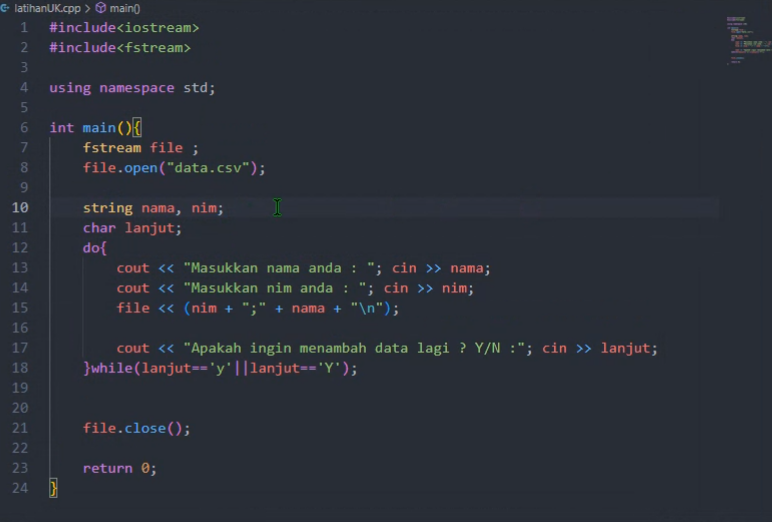 latihanUK.cpp > main()
1 #include<iostream>
2 #include<fstream>
3
4 using namespace std;
5
6 int main(){
7 fstream file ;
8 file.open("data.csv");
9
10 string nama, nim;
11 char lanjut;
12 do{
13 cout << "Masukkan nama anda : "; cin >> nama;
14 cout << "Masukkan nim anda : "; cin >> nim;
15 file << (nim + ";" + nama + "\n");
16
17 cout << "Apakah ingin menambah data lagi ? Y/N :"; cin >> lanjut;
18 }while(lanjut=='y'||lanjut=='Y');
19
20
21 file.close();
22
23 return 0;
24 }